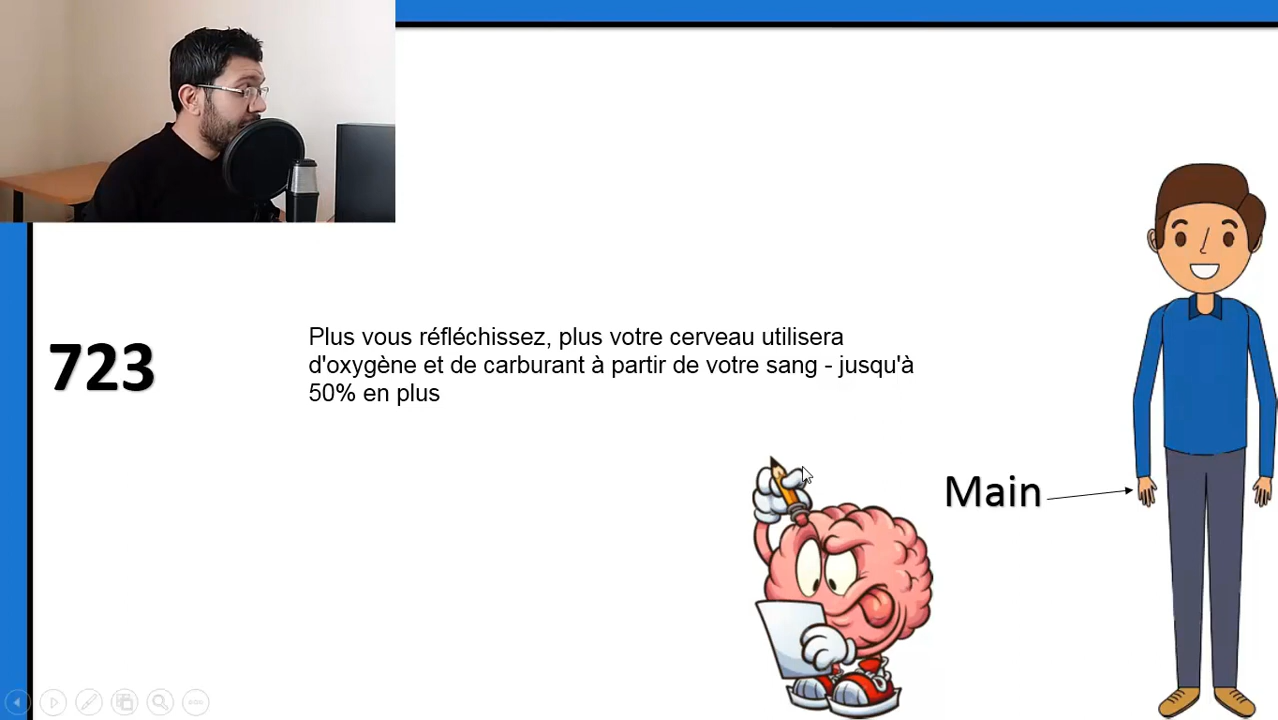 723
Plus vous réfléchissez, plus votre cerveau utilisera
d'oxygène et de carburant à partir de votre sang - jusqu'à
50% en plus
Main